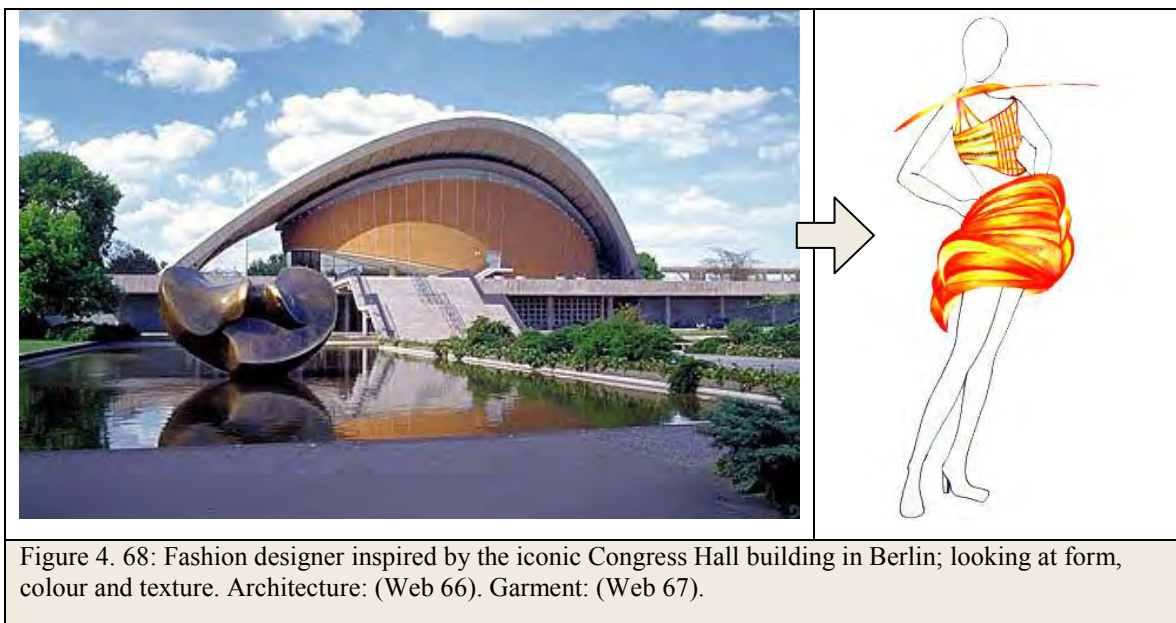 Figure 4. 68: Fashion designer inspired by the iconic Congress Hall building in Berlin; looking at form,
colour and texture. Architecture: (Web 66). Garment: (Web 67).